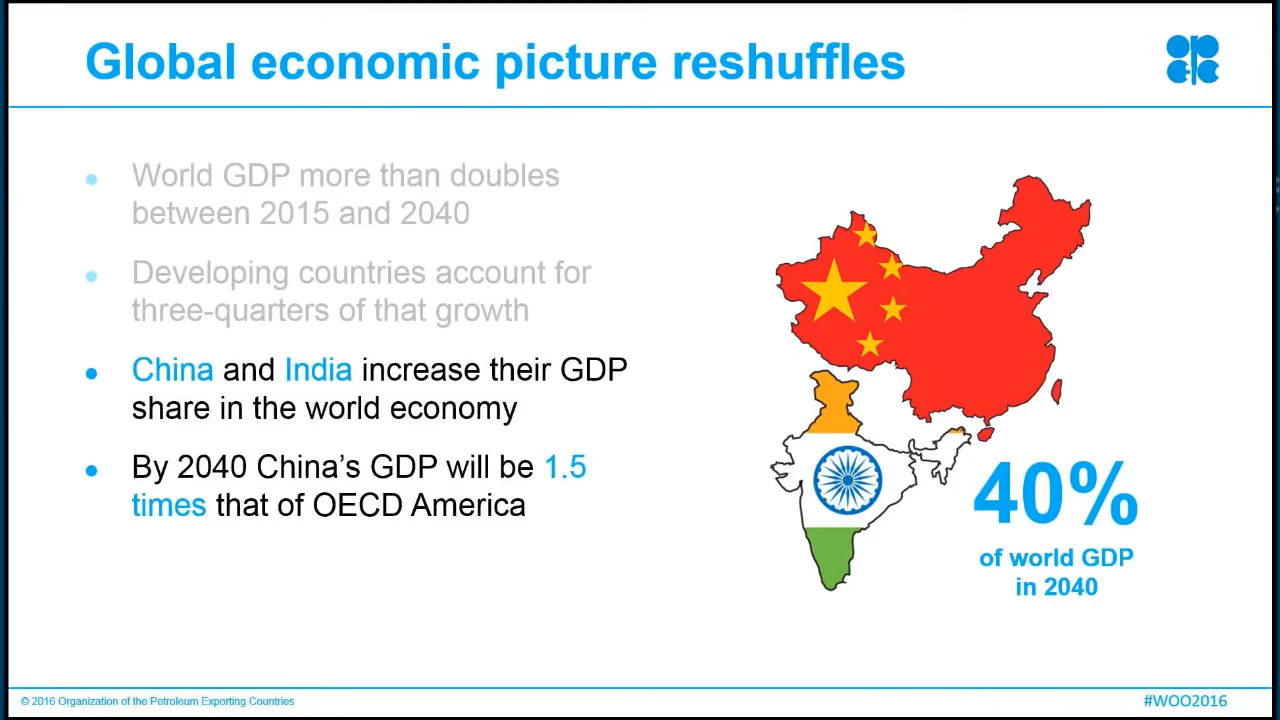 Global economic picture reshuffles
OPEC
World GDP more than doubles
between 2015 and 2040
Developing countries account for
three-quarters of that growth
China and India increase their GDP
share in the world economy
By 2040 China’s GDP will be 1.5
times that of OECD America
40%
of world GDP
in 2040
© 2016 Organization of the Petroleum Exporting Countries
#WOO2016